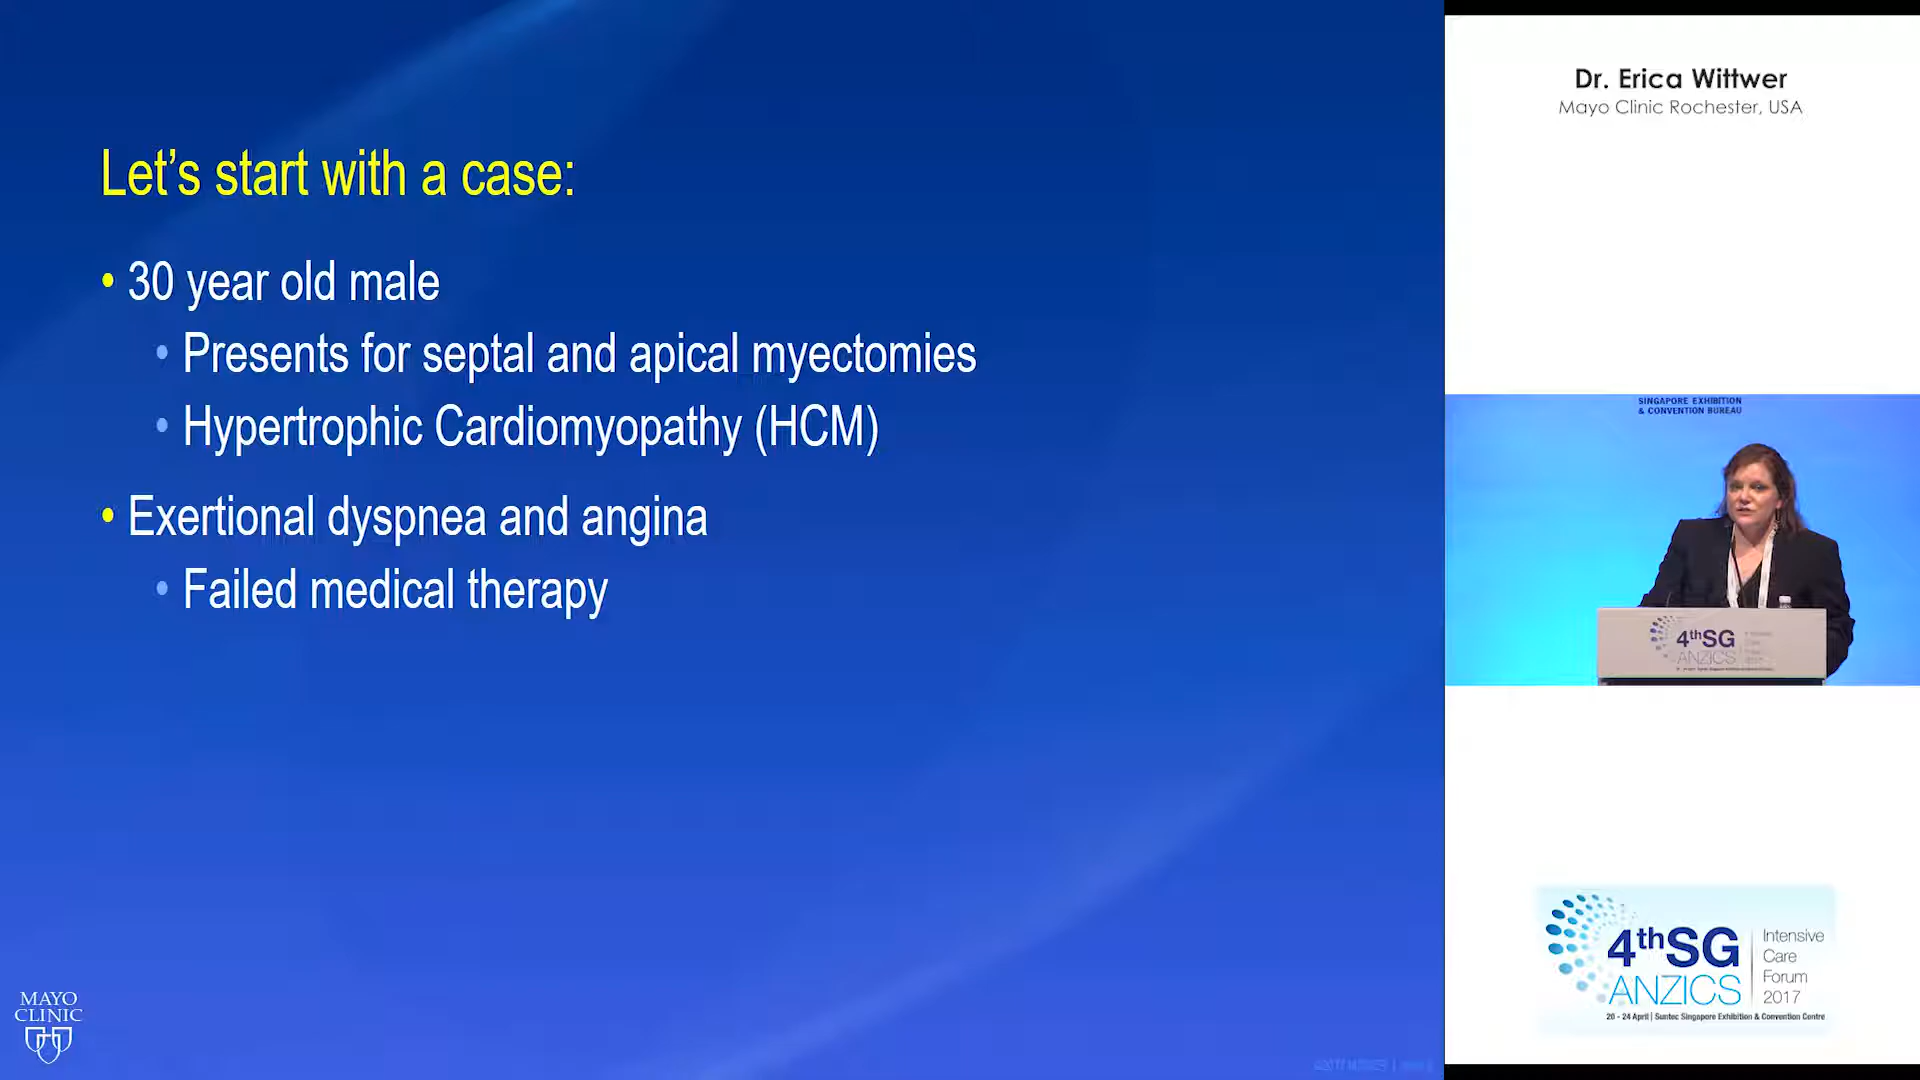 Let's start with a case:
• 30 year old male
• Presents for septal and apical myectomies
• Hypertrophic Cardiomyopathy (HCM)
• Exertional dyspnea and angina
• Failed medical therapy
MAYO
CLINIC
Dr. Erica Wittwer
Mayo Clinic Rochester, USA
SINGAPORE EXHIBITION
& CONVENTION BUREAU
4thSG
ANZICS
4thSG
ANZICS
Intensive
Care
Forum
2017
20 - 24 April | Suntec Singapore Exhibition & Convention Centre